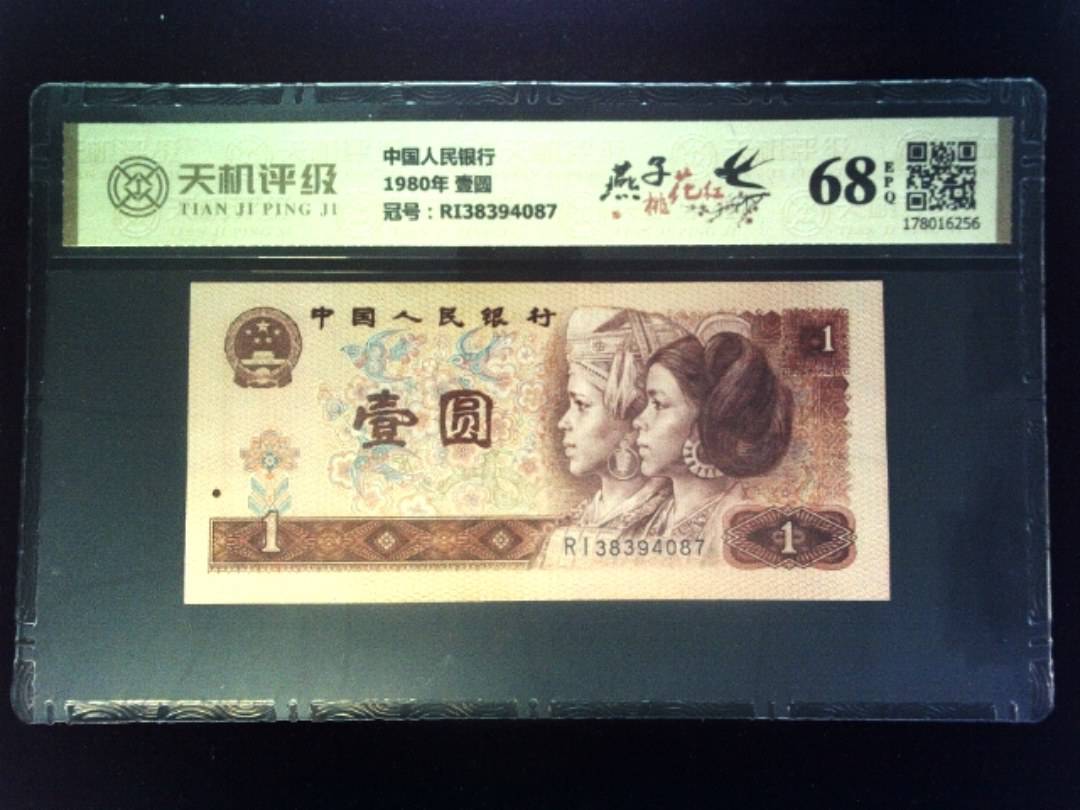 天机评级
TIAN JI PING JI
中国人民银行
1980年 壹圆
冠号：RI38394087
燕子
桃花红
68
EPQ
178016256
中国人民银行
1
壹圆
1
RI38394087
1